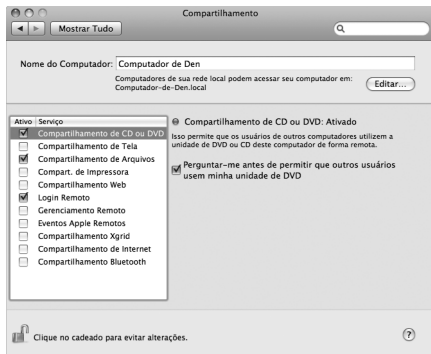 Compartilhamento
Mostrar Tudo
Nome do Computador: Computador de Den
Computadores de sua rede local podem acessar seu computador em:
Computador-de-Den.local
Editar...
Ativo Serviço
Compartilhamento de CD ou DVD
Compartilhamento de Tela
Compartilhamento de Arquivos
Compart. de Impressora
Compartilhamento Web
Login Remoto
Gerenciamento Remoto
Eventos Apple Remotos
Compartilhamento Xgrid
Compartilhamento de Internet
Compartilhamento Bluetooth
Compartilhamento de CD ou DVD: Ativado
Isso permite que os usuários de outros computadores utilizem a
unidade de DVD ou CD deste computador de forma remota.
Perguntar-me antes de permitir que outros usuários
usem minha unidade de DVD
Clique no cadeado para evitar alterações.
?